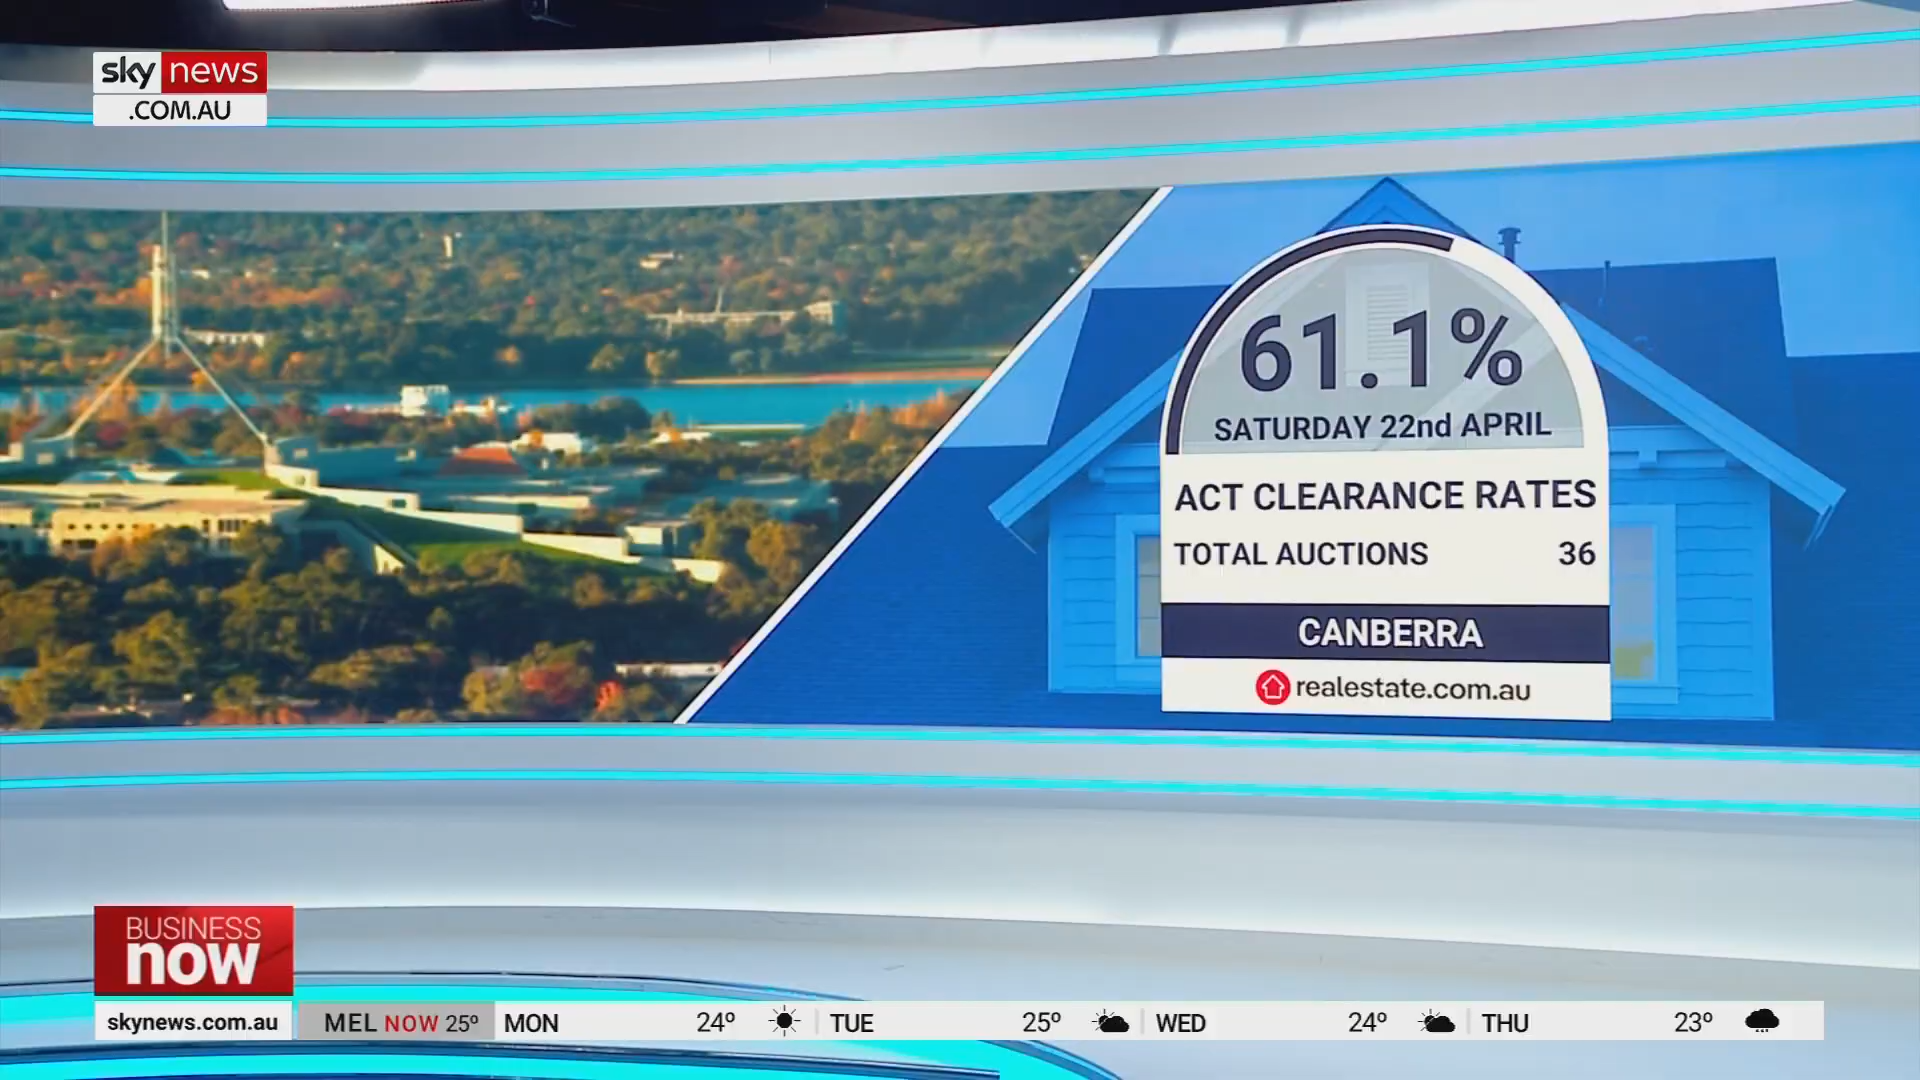 sky news
.COM.AU
61.1%
SATURDAY 22nd APRIL
ACT CLEARANCE RATES
TOTAL AUCTIONS 36
CANBERRA
realestate.com.au
BUSINESS
now
skynews.com.au MEL NOW 25º MON 24º TUE 25º WED 24º THU 23º